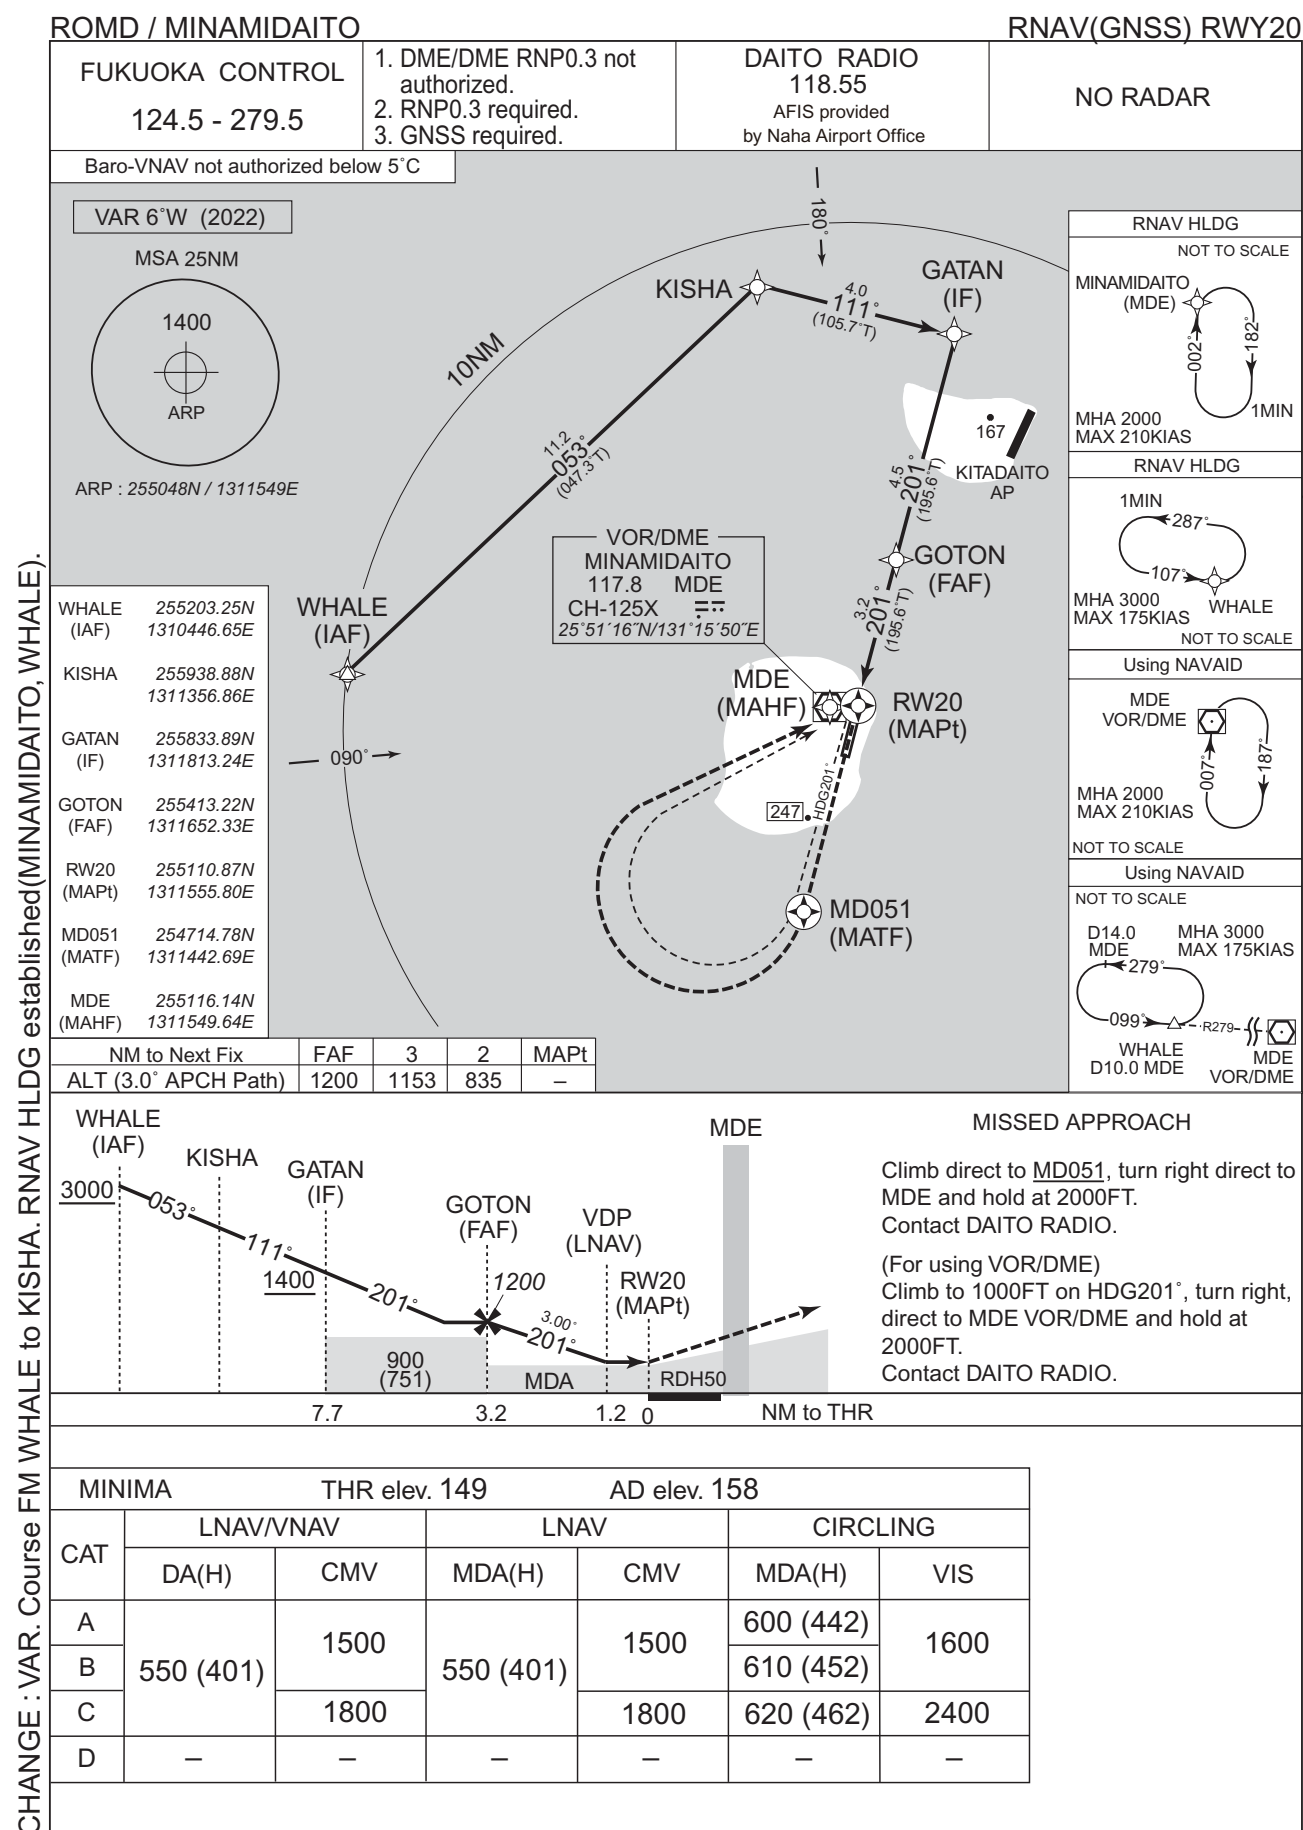 ROMD / MINAMIDAITO
RNAV(GNSS) RWY20
FUKUOKA CONTROL
124.5 - 279.5
1. DME/DME RNP0.3 not
authorized.
2. RNP0.3 required.
3. GNSS required.
DAITO RADIO
118.55
AFIS provided
by Naha Airport Office
NO RADAR
Baro-VNAV not authorized below 5˚C
VAR 6˚W (2022)
MSA 25NM
1400
ARP
ARP : 255048N / 1311549E
180˚
10NM
KISHA
4.0
111˚
(105.7˚T)
GATAN
(IF)
11.2
053˚
(047.3˚T)
167
KITADAITO
AP
4.5
201˚
(195.6˚T)
VOR/DME
MINAMIDAITO
117.8 MDE
CH-125X
25˚51´16˝N/131˚15´50˝E
GOTON
(FAF)
3.2
201˚
(195.6˚T)
WHALE
(IAF)
MDE
(MAHF)
RW20
(MAPt)
090˚
HDG201˚
247
MD051
(MATF)
WHALE 255203.25N
(IAF) 1310446.65E
KISHA 255938.88N
1311356.86E
GATAN 255833.89N
(IF) 1311813.24E
GOTON 255413.22N
(FAF) 1311652.33E
RW20 255110.87N
(MAPt) 1311555.80E
MD051 254714.78N
(MATF) 1311442.69E
MDE 255116.14N
(MAHF) 1311549.64E
RNAV HLDG
NOT TO SCALE
MINAMIDAITO
(MDE)
002˚
182˚
1MIN
MHA 2000
MAX 210KIAS
RNAV HLDG
1MIN
287˚
107˚
MHA 3000
MAX 175KIAS
WHALE
NOT TO SCALE
Using NAVAID
MDE
VOR/DME
007˚
187˚
MHA 2000
MAX 210KIAS
NOT TO SCALE
Using NAVAID
NOT TO SCALE
D14.0
MDE
MHA 3000
MAX 175KIAS
279˚
099˚
R279
WHALE
D10.0 MDE
MDE
VOR/DME
NM to Next Fix FAF 3 2 MAPt
ALT (3.0˚ APCH Path) 1200 1153 835 –
WHALE
(IAF)
KISHA
GATAN
(IF)
GOTON
(FAF)
VDP
(LNAV)
RW20
(MAPt)
MDE
3000
053˚
111˚
1400
201˚
1200
3.00˚
201˚
900
(751)
MDA
RDH50
7.7 3.2 1.2 0 NM to THR
MISSED APPROACH
Climb direct to MD051, turn right direct to
MDE and hold at 2000FT.
Contact DAITO RADIO.
(For using VOR/DME)
Climb to 1000FT on HDG201˚, turn right,
direct to MDE VOR/DME and hold at
2000FT.
Contact DAITO RADIO.
MINIMA THR elev. 149 AD elev. 158
CAT LNAV/VNAV LNAV CIRCLING
DA(H) CMV MDA(H) CMV MDA(H) VIS
A 550 (401) 1500 550 (401) 1500 600 (442) 1600
B 610 (452)
C 1800 1800 620 (462) 2400
D – – – – – –
CHANGE : VAR. Course FM WHALE to KISHA. RNAV HLDG established(MINAMIDAITO, WHALE).